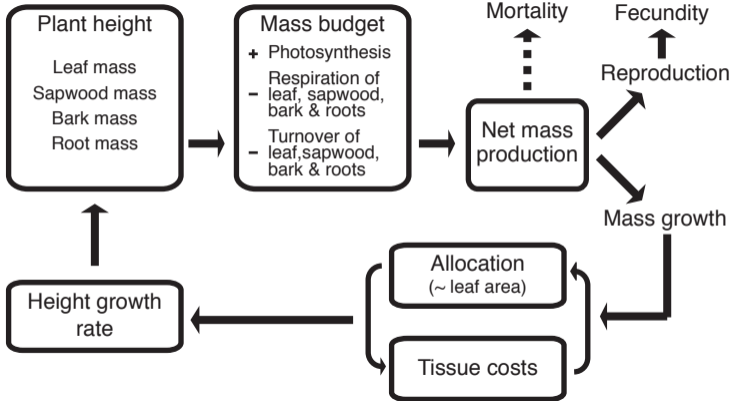 Plant height
Leaf mass
Sapwood mass
Bark mass
Root mass
Mass budget
+ Photosynthesis
Respiration of
– leaf, sapwood,
bark & roots
Turnover of
– leaf,sapwood,
bark & roots
Mortality
Net mass
production
Fecundity
Reproduction
Mass growth
Allocation
(~ leaf area)
Tissue costs
Height growth
rate